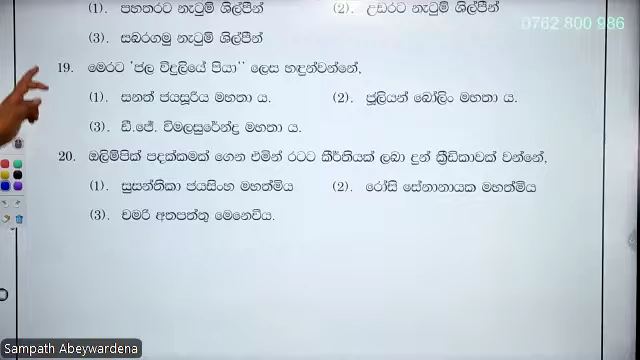 (1). පහතරට නැටුම් ශිල්පීන් (2). උඩරට නැටුම් ශිල්පීන්
0762 800 986
(3). සබරගමු නැටුම් ශිල්පීන්
19. මෙරට 'ජල විදුලියේ පියා'' ලෙස හඳුන්වන්නේ,
(1). සනත් ජයසූරිය මහතා ය. (2). ජූලියන් බෝලිං මහතා ය.
(3). ඩී.ජේ. විමලසුරේන්ද්‍ර මහතා ය.
20. ඔලිම්පික් පදක්කමක් ගෙන එමින් රටට කීර්තියක් ලබා දුන් ක්‍රීඩිකාවක් වන්නේ,
(1). සුසන්තිකා ජයසිංහ මහත්මිය (2). රෝසි සේනානායක මහත්මිය
(3). චමරි අතපත්තු මෙනෙවිය.
Sampath Abeywardena